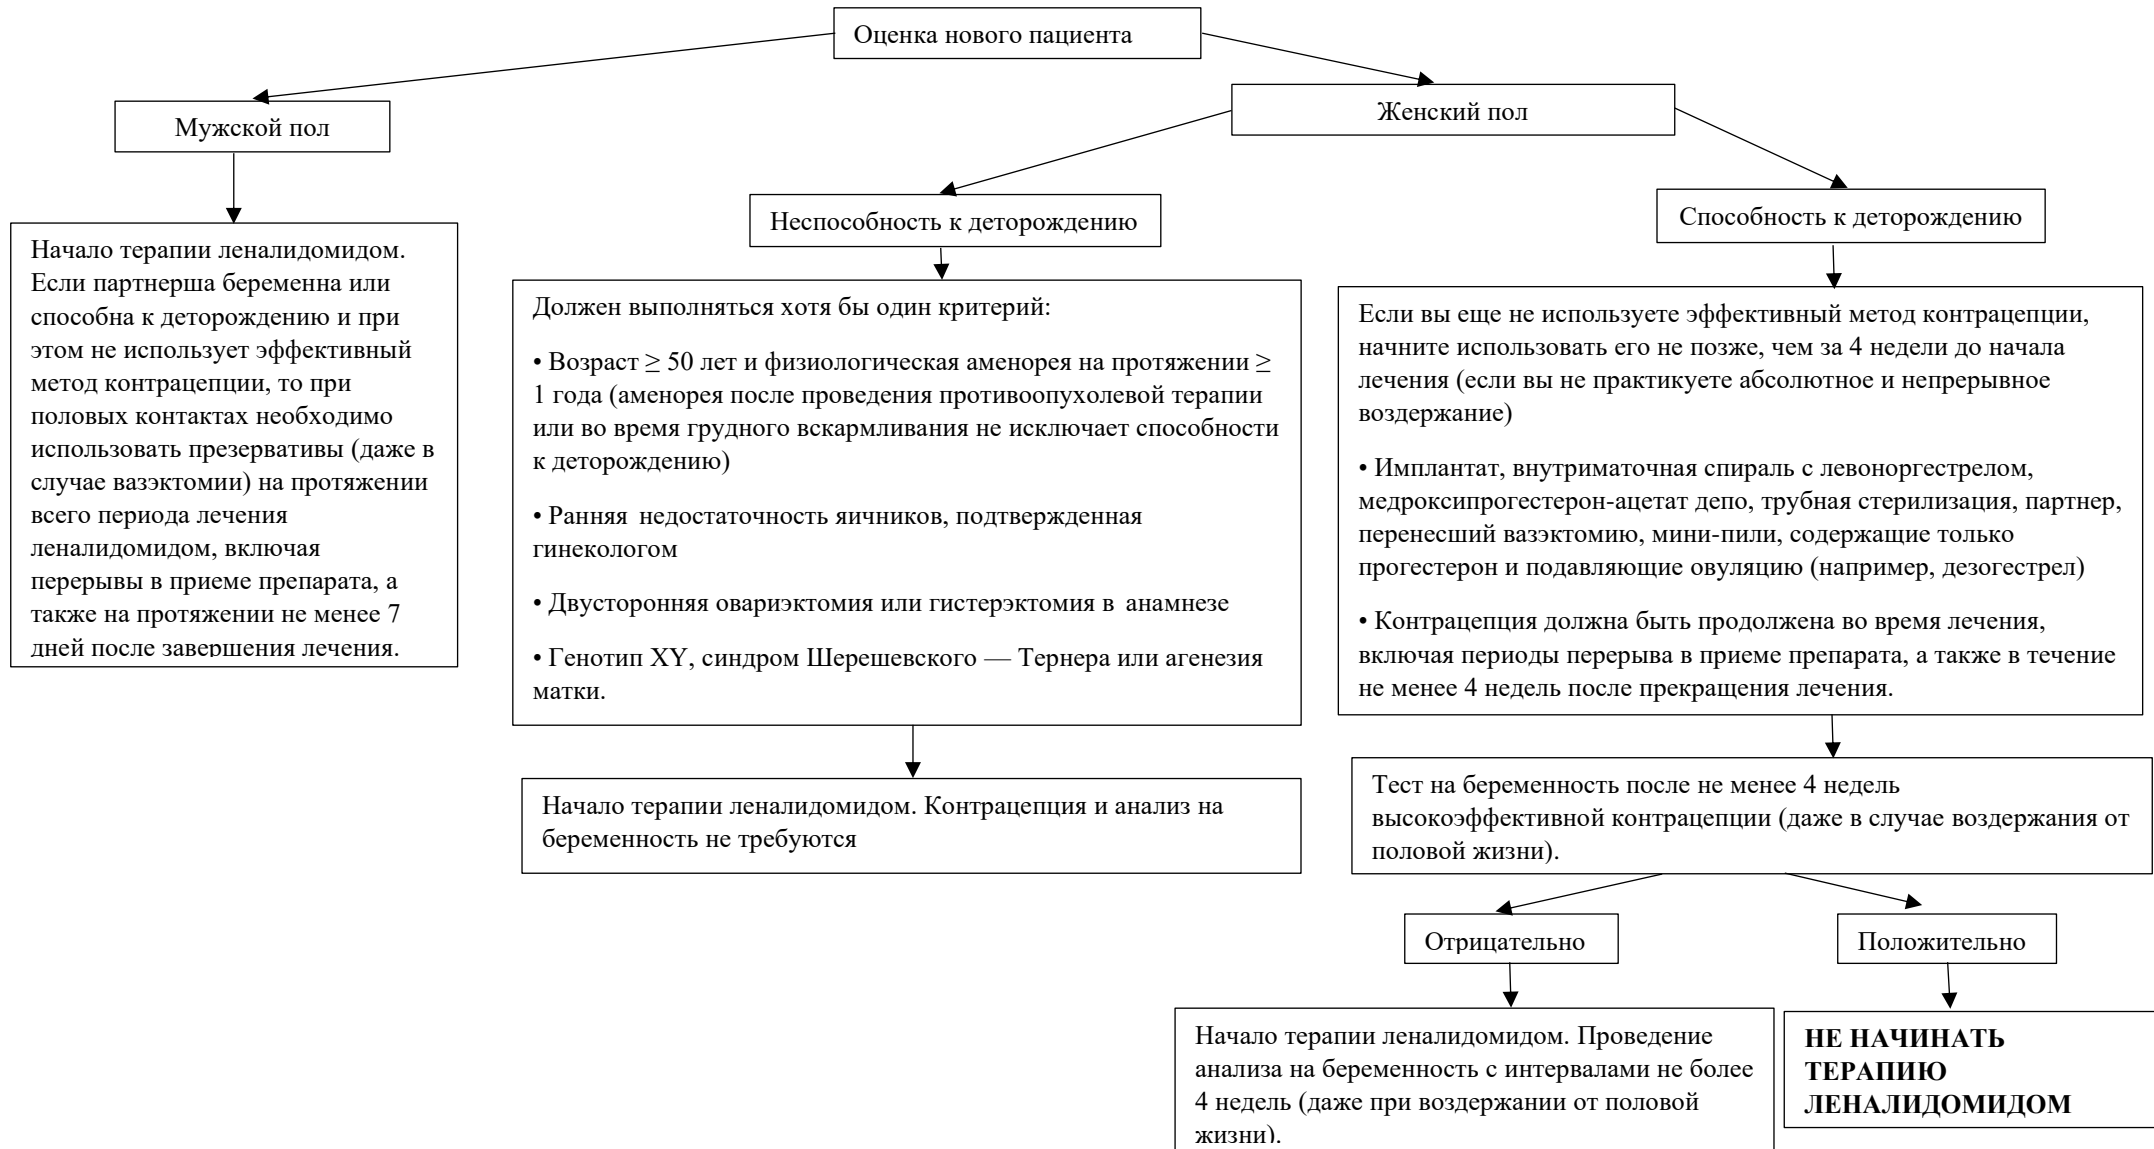 Оценка нового пациента
Мужской пол
Женский пол
Неспособность к деторождению
Способность к деторождению
Начало терапии леналидомидом.
Если партнерша беременна или
способна к деторождению и при
этом не использует эффективный
метод контрацепции, то при
половых контактах необходимо
использовать презервативы (даже в
случае вазэктомии) на протяжении
всего периода лечения
леналидомидом, включая
перерывы в приеме препарата, а
также на протяжении не менее 7
дней после завершения лечения.
Должен выполняться хотя бы один критерий:
• Возраст ≥ 50 лет и физиологическая аменорея на протяжении ≥
1 года (аменорея после проведения противоопухолевой терапии
или во время грудного вскармливания не исключает способности
к деторождению)
• Ранняя недостаточность яичников, подтвержденная
гинекологом
• Двусторонняя овариэктомия или гистерэктомия в анамнезе
• Генотип XY, синдром Шерешевского — Тернера или агенезия
матки.
Если вы еще не используете эффективный метод контрацепции,
начните использовать его не позже, чем за 4 недели до начала
лечения (если вы не практикуете абсолютное и непрерывное
воздержание)
• Имплантат, внутриматочная спираль с левоноргестрелом,
медроксипрогестерон-ацетат депо, трубная стерилизация, партнер,
перенесший вазэктомию, мини-пили, содержащие только
прогестерон и подавляющие овуляцию (например, дезогестрел)
• Контрацепция должна быть продолжена во время лечения,
включая периоды перерыва в приеме препарата, а также в течение
не менее 4 недель после прекращения лечения.
Начало терапии леналидомидом. Контрацепция и анализ на
беременность не требуются
Тест на беременность после не менее 4 недель
высокоэффективной контрацепции (даже в случае воздержания от
половой жизни).
Отрицательно
Положительно
Начало терапии леналидомидом. Проведение
анализа на беременность с интервалами не более
4 недель (даже при воздержании от половой
жизни).
НЕ НАЧИНАТЬ
ТЕРАПИЮ
ЛЕНАЛИДОМИДОМ